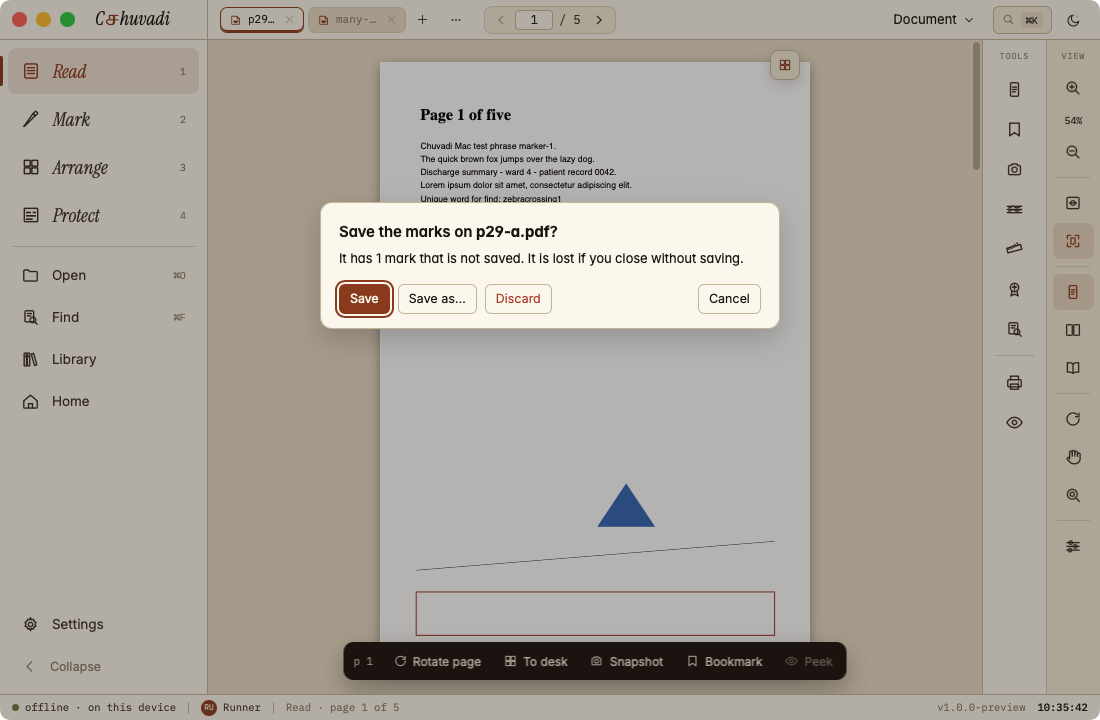 Chuvadi
p29…
many-…
1 / 5
Document
⌘K
Read 1
Mark 2
Arrange 3
Protect 4
Open ⌘O
Find ⌘F
Library
Home
Settings
Collapse
Page 1 of five
Chuvadi Mac test phrase marker-1.
The quick brown fox jumps over the lazy dog.
Discharge summary - ward 4 - patient record 0042.
Lorem ipsum dolor sit amet, consectetur adipiscing elit.
Unique word for find: zebracrossing1
Save the marks on p29-a.pdf?
It has 1 mark that is not saved. It is lost if you close without saving.
Save
Save as…
Discard
Cancel
p 1
Rotate page
To desk
Snapshot
Bookmark
Peek
TOOLS
VIEW
54%
offline · on this device
RU
Runner
Read · page 1 of 5
v1.0.0-preview
10:35:42